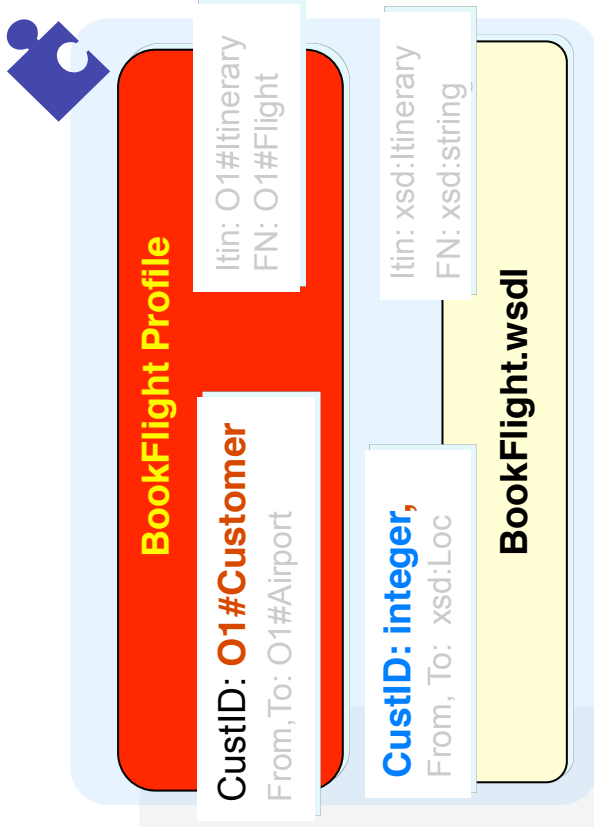 BookFlight Profile
CustID: O1#Customer
From,To: O1#Airport
Itin: O1#Itinerary
FN: O1#Flight
CustID: integer,
From, To: xsd:Loc
Itin: xsd:Itinerary
FN: xsd:string
BookFlight.wsdl